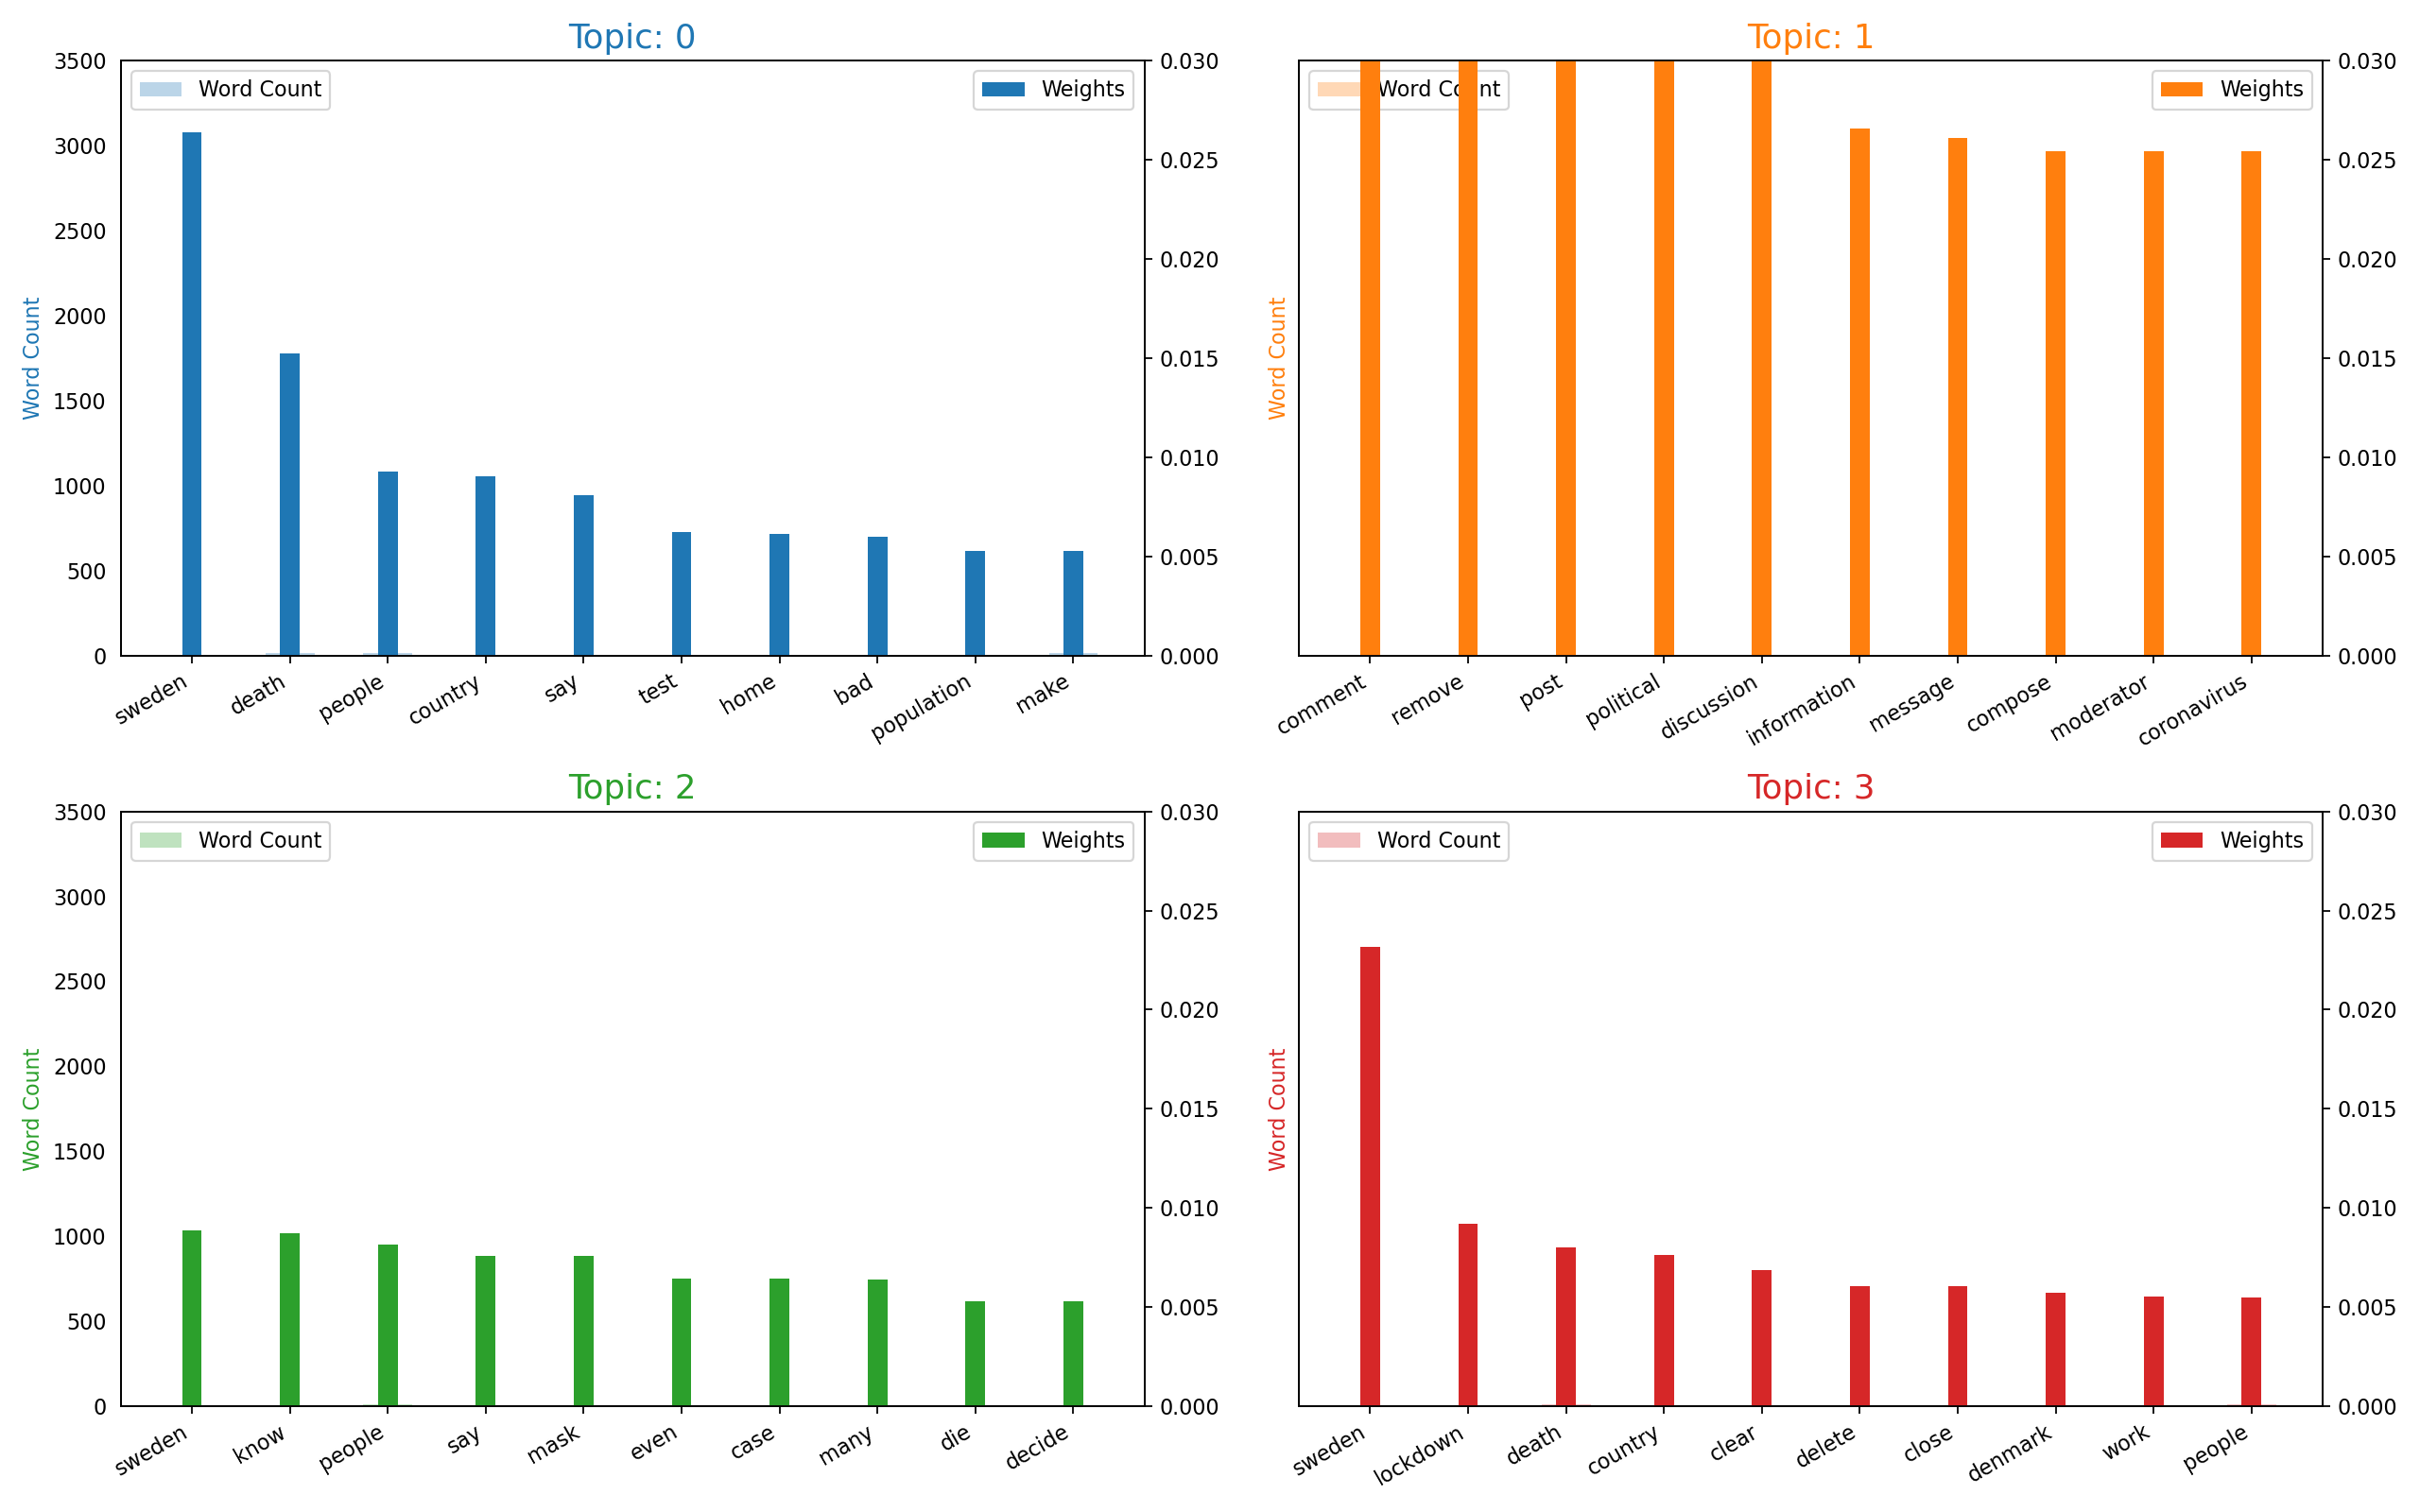 Topic: 0
3500
3000
2500
2000
1500
1000
500
0
Word Count
Word Count
Weights
0.030
0.025
0.020
0.015
0.010
0.005
0.000
sweden
death
people
country
say
test
home
bad
population
make
Topic: 1
Word Count
Word Count
Weights
0.030
0.025
0.020
0.015
0.010
0.005
0.000
comment
remove
post
political
discussion
information
message
compose
moderator
coronavirus
Topic: 2
3500
3000
2500
2000
1500
1000
500
0
Word Count
Word Count
Weights
0.030
0.025
0.020
0.015
0.010
0.005
0.000
sweden
know
people
say
mask
even
case
many
die
decide
Topic: 3
Word Count
Word Count
Weights
0.030
0.025
0.020
0.015
0.010
0.005
0.000
sweden
lockdown
death
country
clear
delete
close
denmark
work
people